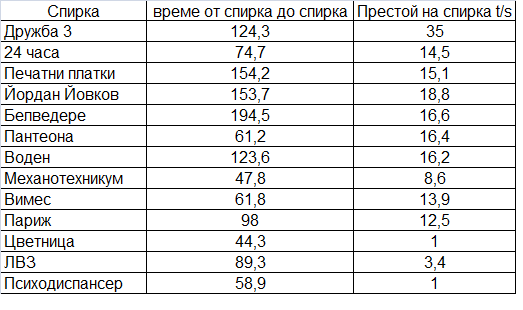 Спирка време от спирка до спирка Престой на спирка t/s
Дружба 3 124,3 35
24 часа 74,7 14,5
Печатни платки 154,2 15,1
Йордан Йовков 153,7 18,8
Белведере 194,5 16,6
Пантеона 61,2 16,4
Воден 123,6 16,2
Механотехникум 47,8 8,6
Вимес 61,8 13,9
Париж 98 12,5
Цветница 44,3 1
ЛВЗ 89,3 3,4
Психодиспансер 58,9 1